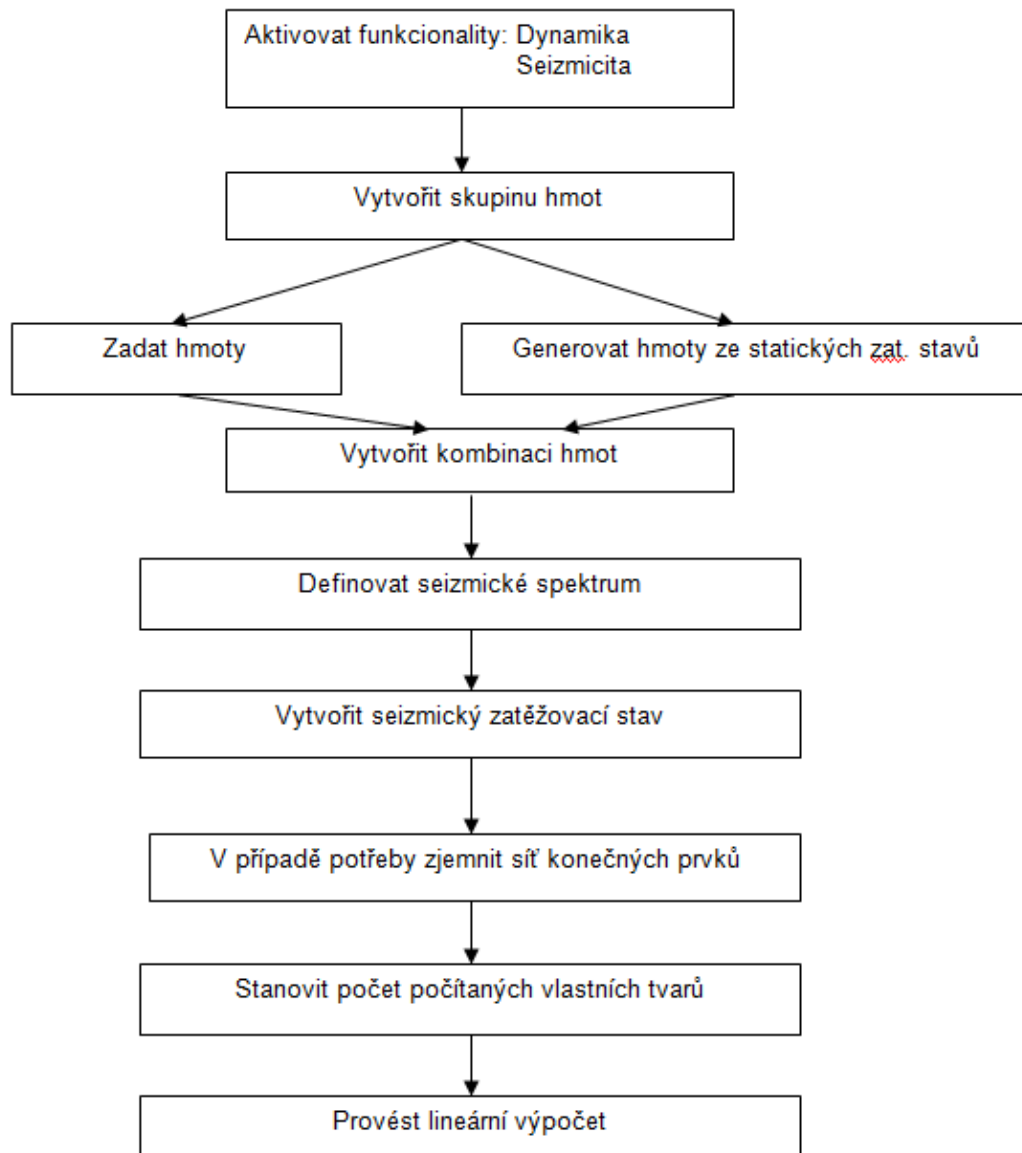 Aktivovat funkcionality: Dynamika
Seizmicita
Vytvořit skupinu hmot
Zadat hmoty
Generovat hmoty ze statických zat. stavů
Vytvořit kombinaci hmot
Definovat seizmické spektrum
Vytvořit seizmický zatěžovací stav
V případě potřeby zjemnit síť konečných prvků
Stanovit počet počítaných vlastních tvarů
Provést lineární výpočet